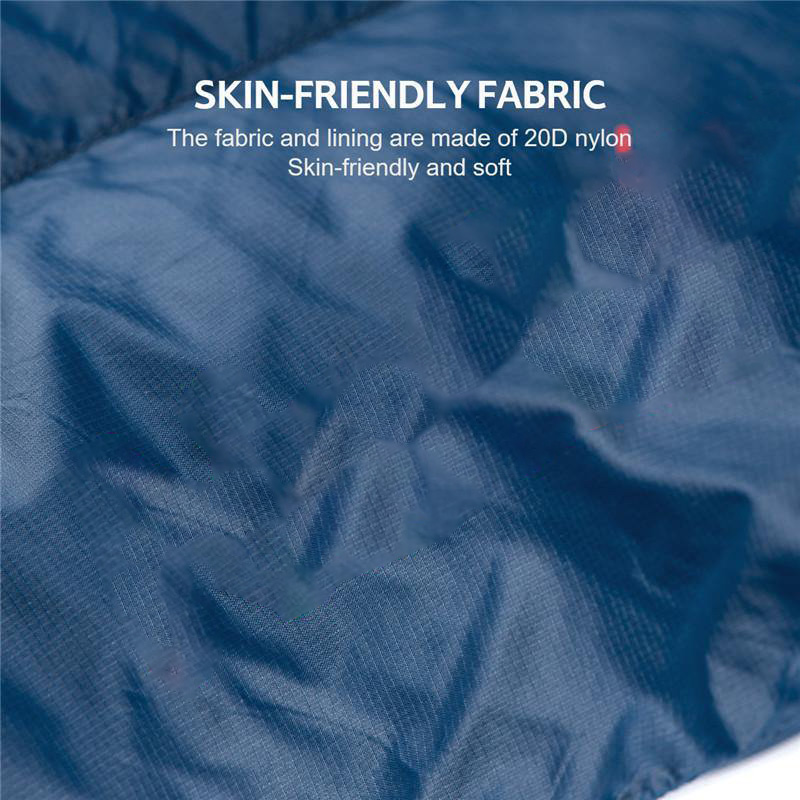 SKIN-FRIENDLY FABRIC
The fabric and lining are made of 20D nylon
Skin-friendly and soft